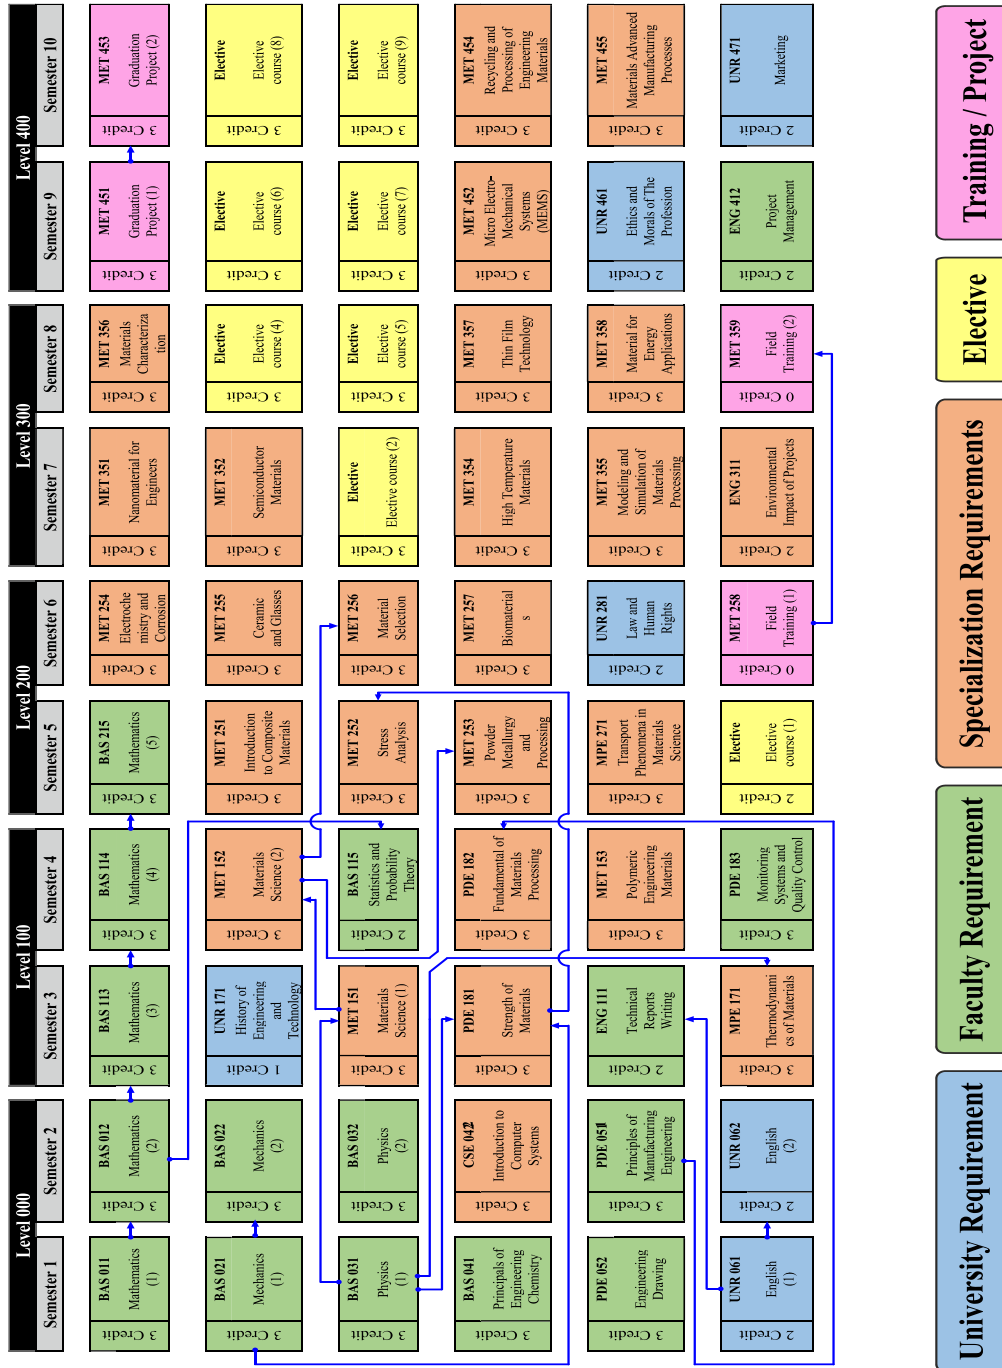 Level 000
Level 100
Level 200
Level 300
Level 400
Semester 1
Semester 2
Semester 3
Semester 4
Semester 5
Semester 6
Semester 7
Semester 8
Semester 9
Semester 10
BAS 011
Mathematics
(1)
3 Credit
BAS 012
Mathematics
(2)
3 Credit
BAS 113
Mathematics
(3)
3 Credit
BAS 114
Mathematics
(4)
3 Credit
BAS 215
Mathematics
(5)
3 Credit
MET 254
Electroche
mistry and
Corrosion
3 Credit
MET 351
Nanomaterial for
Engineers
3 Credit
MET 356
Materials
Characteriza
tion
3 Credit
MET 451
Graduation
Project (1)
3 Credit
MET 453
Graduation
Project (2)
3 Credit
BAS 021
Mechanics
(1)
3 Credit
BAS 022
Mechanics
(2)
3 Credit
UNR 171
History of
Engineering
and
Technology
1 Credit
MET 152
Materials
Science (2)
3 Credit
MET 251
Introduction
to Composite
Materials
3 Credit
MET 255
Ceramic
and Glasses
3 Credit
MET 352
Semiconductor
Materials
3 Credit
Elective
Elective
course (4)
3 Credit
Elective
Elective
course (6)
3 Credit
Elective
Elective
course (8)
3 Credit
BAS 031
Physics
(1)
3 Credit
BAS 032
Physics
(2)
3 Credit
MET 151
Materials
Science (1)
3 Credit
BAS 115
Statistics and
Probability
Theory
2 Credit
MET 252
Stress
Analysis
3 Credit
MET 256
Material
Selection
3 Credit
Elective
Elective course (2)
3 Credit
Elective
Elective
course (5)
3 Credit
Elective
Elective
course (7)
3 Credit
Elective
Elective
course (9)
3 Credit
BAS 041
Principals of
Engineering
Chemistry
3 Credit
CSE 042
Introduction to
Computer
Systems
3 Credit
PDE 181
Strength of
Materials
3 Credit
PDE 182
Fundamental of
Materials
Processing
3 Credit
MET 253
Powder
Metallurgy
and
Processing
3 Credit
MET 257
Biomaterial
s
3 Credit
MET 354
High Temperature
Materials
3 Credit
MET 357
Thin Film
Technology
3 Credit
MET 452
Micro Electro-
Mechanical
Systems
(MEMS)
3 Credit
MET 454
Recycling and
Processing of
Engineering
Materials
3 Credit
PDE 052
Engineering
Drawing
3 Credit
PDE 051
Principles of
Manufacturing
Engineering
3 Credit
ENG 111
Technical
Reports
Writing
2 Credit
MET 153
Polymeric
Engineering
Materials
3 Credit
MPE 271
Transport
Phenomena in
Materials
Science
3 Credit
UNR 281
Law and
Human
Rights
2 Credit
MET 355
Modeling and
Simulation of
Materials
Processing
3 Credit
MET 358
Material for
Energy
Applications
3 Credit
UNR 461
Ethics and
Morals of The
Profession
2 Credit
MET 455
Materials Advanced
Manufacturing
Processes
3 Credit
UNR 061
English
(1)
2 Credit
UNR 062
English
(2)
2 Credit
MPE 171
Thermodynami
cs of Materials
3 Credit
PDE 183
Monitoring
Systems and
Quality Control
3 Credit
Elective
Elective
course (1)
2 Credit
MET 258
Field
Training (1)
0 Credit
ENG 311
Environmental
Impact of Projects
2 Credit
MET 359
Field
Training (2)
0 Credit
ENG 412
Project
Management
2 Credit
UNR 471
Marketing
2 Credit
University Requirement
Faculty Requirement
Specialization Requirements
Elective
Training / Project